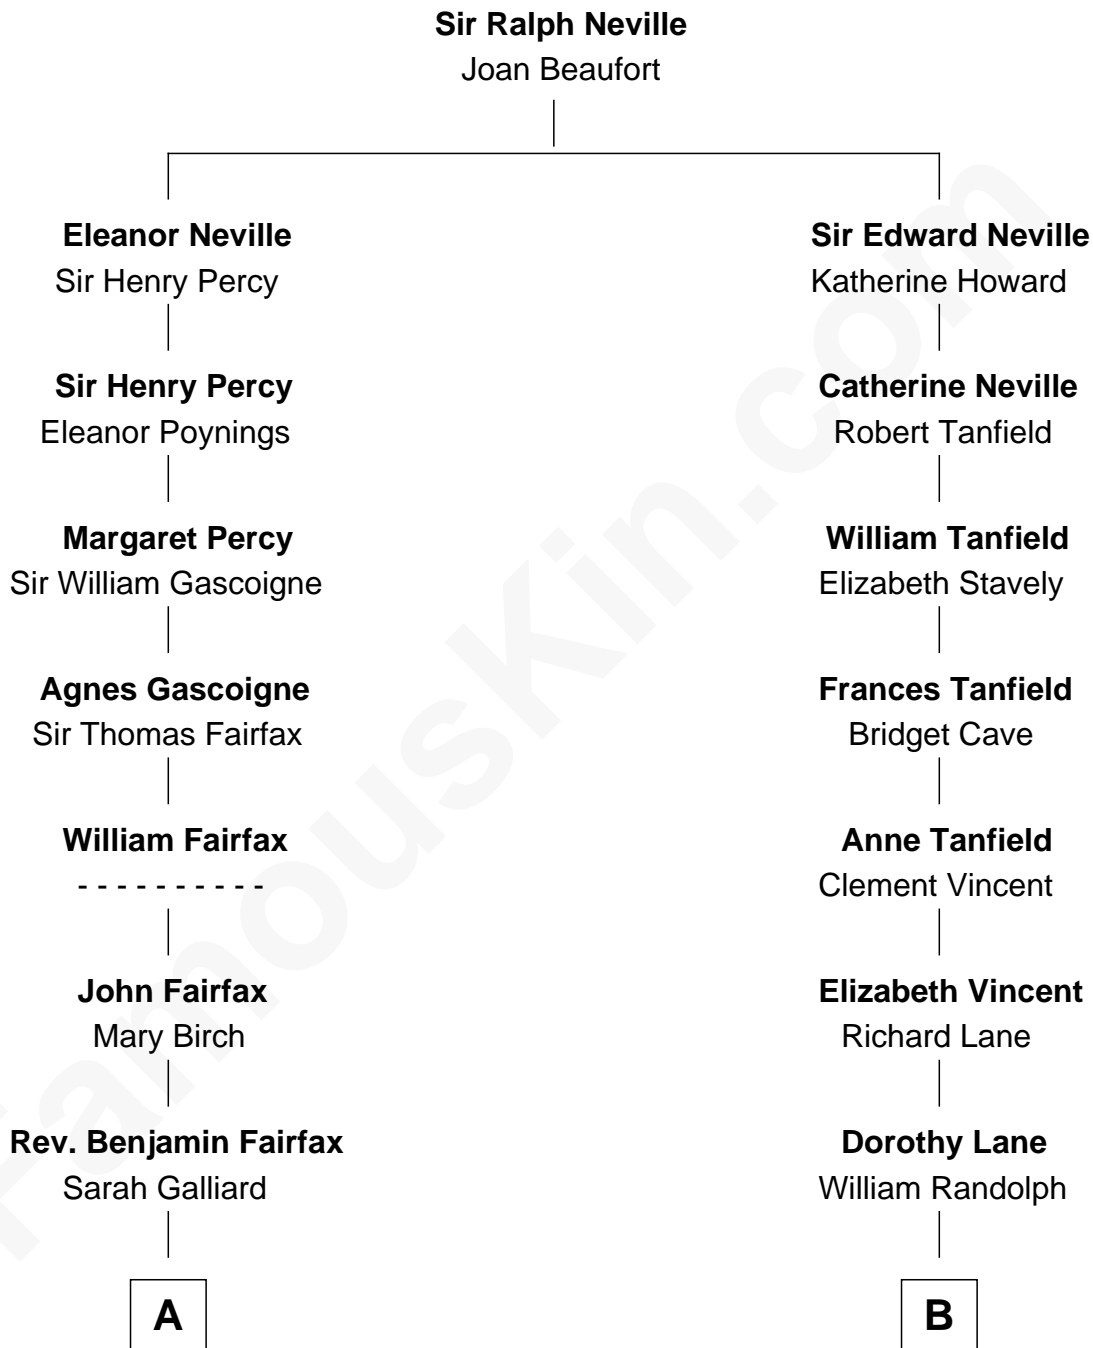 Sir Ralph Neville
Joan Beaufort
Eleanor Neville
Sir Henry Percy
Sir Edward Neville
Katherine Howard
Sir Henry Percy
Eleanor Poynings
Catherine Neville
Robert Tanfield
Margaret Percy
Sir William Gascoigne
William Tanfield
Elizabeth Stavely
Agnes Gascoigne
Sir Thomas Fairfax
Frances Tanfield
Bridget Cave
William Fairfax
- - - - - - - - - -
Anne Tanfield
Clement Vincent
John Fairfax
Mary Birch
Elizabeth Vincent
Richard Lane
Rev. Benjamin Fairfax
Sarah Galliard
Dorothy Lane
William Randolph
A
B
FamousKin.com